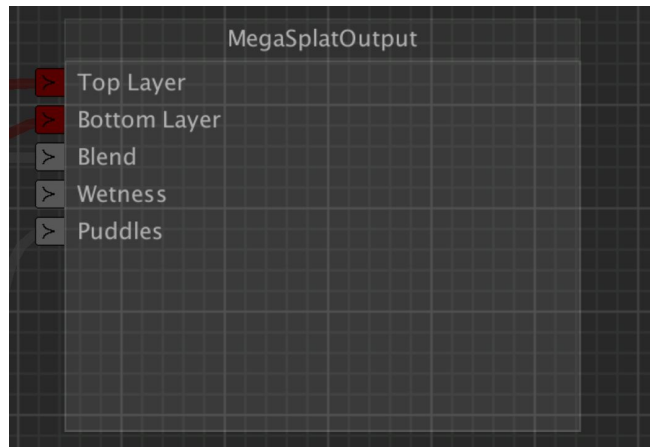 MegaSplatOutput
Top Layer
Bottom Layer
Blend
Wetness
Puddles